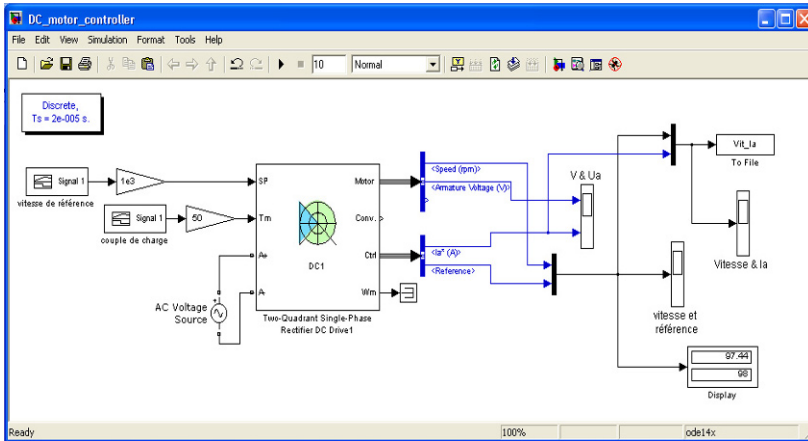 DC_motor_controller
File Edit View Simulation Format Tools Help
10 Normal
Discrete,
Ts = 2e-005 s.
Signal 1
vitesse de référence
1e3
Signal 1
couple de charge
50
AC Voltage
Source
SP
Tm
A+
A-
Motor
Conv.
Ctrl
Wm
DC1
Two-Quadrant Single-Phase
Rectifier DC Drive1
<Speed (rpm)>
<Armature Voltage (V)>
<Ia* (A)>
<Reference>
V & Ua
Vit_Ia
To File
Vitesse & Ia
vitesse et
référence
97.44
98
Display
Ready 100% ode14x